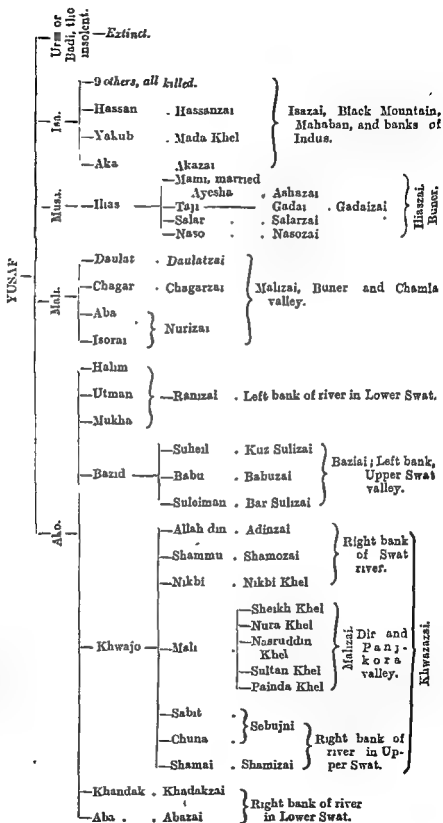 YUSAF
Urm or Badi, the insolent. —Extinct.
Isa.
9 others, all killed.
Hassan . Hassanzai
Yakub . Mada Khel
Aka Akazai
Isazai, Black Mountain, Mahaban, and banks of Indus.
Musa.
Ilias
Mami, married Ayesha . Ashazai
Taji . Gadai . Gadaizai
Salar . Salarzai
Naso . Nasozai
Iliaszai, Buner.
Mali.
Daulat . Daulatzai
Chagar . Chagarzai
Aba
Isorai
Nurizai
Malizai, Buner and Chamla valley.
Ako.
Halim
Utman
Mukha
Ranizai . Left bank of river in Lower Swat.
Bazid
Suheil . Kuz Sulizai
Babu . Babuzai
Suleiman . Bar Sulizai
Baziai; Left bank, Upper Swat valley.
Khwajo
Allah din . Adinzai
Shammu . Shamozai
Nikbi . Nikbi Khel
Right bank of Swat river.
Mali
Sheikh Khel
Nura Khel
Nasruddin Khel
Sultan Khel
Painda Khel
Malizai. Dir and Panj-
kora valley.
Sabit
Chuna
Sebujni
Shamai . Shamizai
Right bank of river in Up-
per Swat.
Khwazazai.
Khandak . Khadakzai
Aba . Abazai
Right bank of river in Lower Swat.